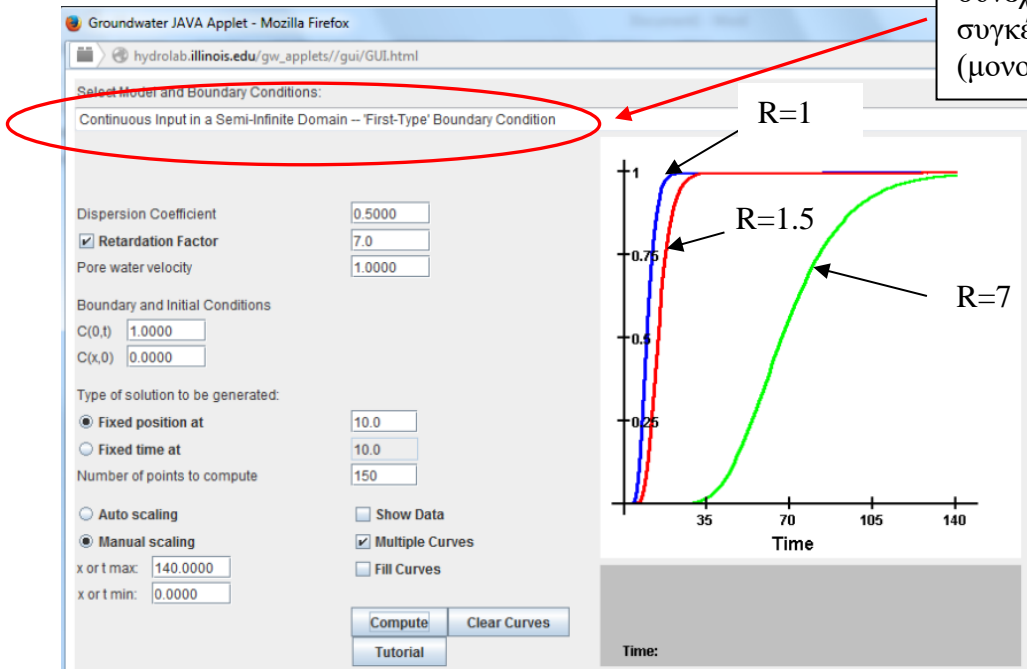 Groundwater JAVA Applet - Mozilla Firefox
hydrolab.illinois.edu/gw_applets//gui/GUI.html
(μονο
Select Model and Boundary Conditions:
Continuous Input in a Semi-Infinite Domain -- 'First-Type' Boundary Condition
Dispersion Coefficient 0.5000
Retardation Factor 7.0
Pore water velocity 1.0000
Boundary and Initial Conditions
C(0,t) 1.0000
C(x,0) 0.0000
Type of solution to be generated:
Fixed position at 10.0
Fixed time at 10.0
Number of points to compute 150
Auto scaling Show Data
Manual scaling Multiple Curves
x or t max: 140.0000 Fill Curves
x or t min: 0.0000
Compute Clear Curves
Tutorial
R=1
R=1.5
R=7
1
0.75
0.5
0.25
35 70 105 140
Time
Time: